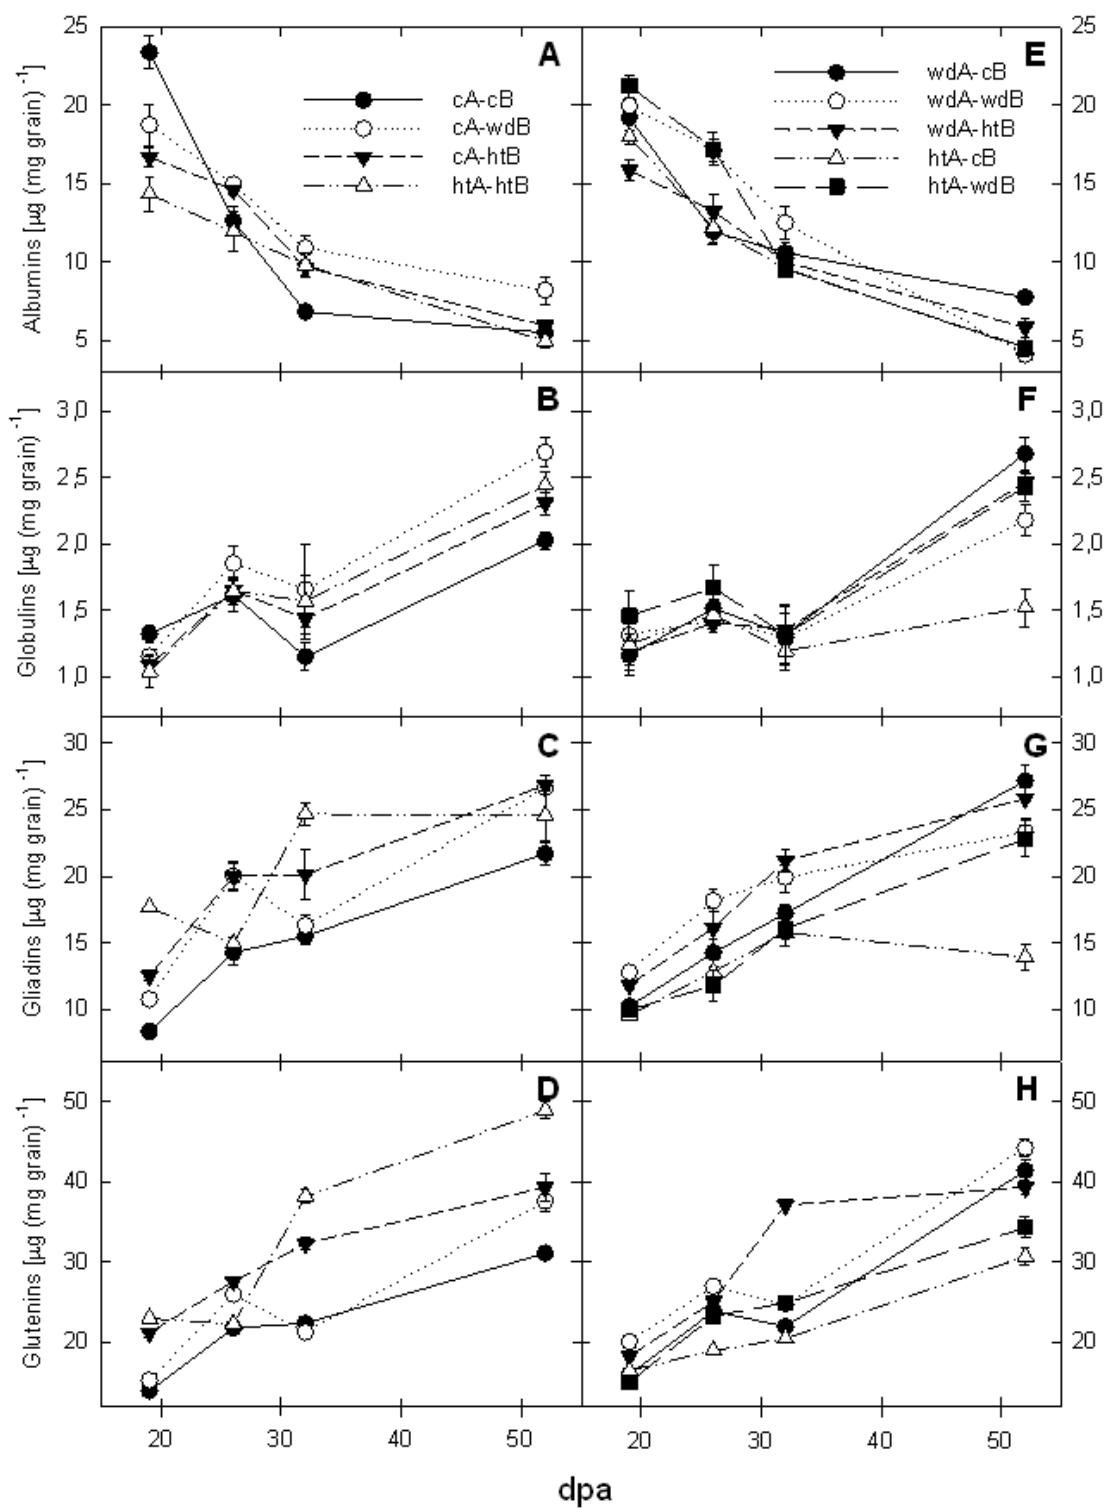 25
20
15
10
5
Albumins [µg (mg grain) -1]
A
cA-cB
cA-wdB
cA-htB
htA-htB
E
wdA-cB
wdA-wdB
wdA-htB
htA-cB
htA-wdB
25
20
15
10
5
3,0
2,5
2,0
1,5
1,0
Globulins [µg (mg grain) -1]
B
F
3,0
2,5
2,0
1,5
1,0
30
25
20
15
10
Gliadins [µg (mg grain) -1]
C
G
30
25
20
15
10
50
40
30
20
Glutenins [µg (mg grain) -1]
D
H
50
40
30
20
20 30 40 50 20 30 40 50
dpa